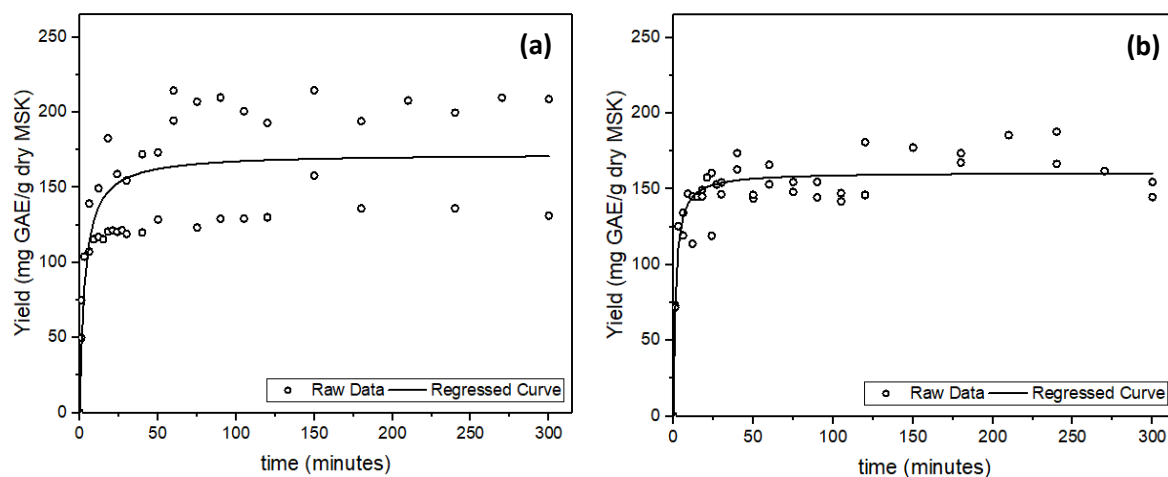 (a)
250
200
150
100
50
0
Yield (mg GAE/g dry MSK)
Raw Data
Regressed Curve
0 50 100 150 200 250 300
time (minutes)
(b)
250
200
150
100
50
0
Yield (mg GAE/g dry MSK)
Raw Data
Regressed Curve
0 50 100 150 200 250 300
time (minutes)